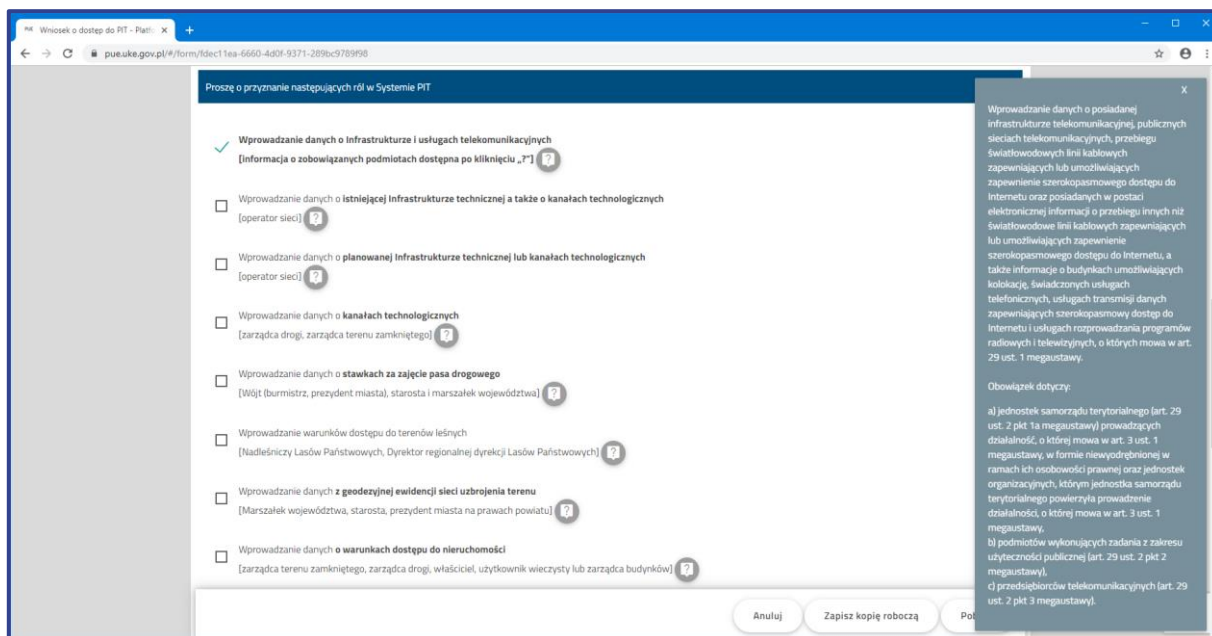 PUE Wniosek o dostęp do PIT - Platfo
pue.uke.gov.pl/#/form/fdec11ea-6660-4d0f-9371-289bc9789f98
Proszę o przyznanie następujących ról w Systemie PIT
Wprowadzanie danych o Infrastrukturze i usługach telekomunikacyjnych
[informacja o zobowiązanych podmiotach dostępna po kliknięciu „?"] ?
Wprowadzanie danych o istniejącej Infrastrukturze technicznej a także o kanałach technologicznych
[operator sieci] ?
Wprowadzanie danych o planowanej Infrastrukturze technicznej lub kanałach technologicznych
[operator sieci] ?
Wprowadzanie danych o kanałach technologicznych
[zarządca drogi, zarządca terenu zamkniętego] ?
Wprowadzanie danych o stawkach za zajęcie pasa drogowego
[Wójt (burmistrz, prezydent miasta), starosta i marszałek województwa] ?
Wprowadzanie warunków dostępu do terenów leśnych
[Nadleśniczy Lasów Państwowych, Dyrektor regionalnej dyrekcji Lasów Państwowych] ?
Wprowadzanie danych z geodezyjnej ewidencji sieci uzbrojenia terenu
[Marszałek województwa, starosta, prezydent miasta na prawach powiatu] ?
Wprowadzanie danych o warunkach dostępu do nieruchomości
[zarządca terenu zamkniętego, zarządca drogi, właściciel, użytkownik wieczysty lub zarządca budynków] ?
Anuluj Zapisz kopię roboczą Pob
X
Wprowadzanie danych o posiadanej
infrastrukturze telekomunikacyjnej, publicznych
sieciach telekomunikacyjnych, przebiegu
światłowodowych linii kablowych
zapewniających lub umożliwiających
zapewnienie szerokopasmowego dostępu do
Internetu oraz posiadanych w postaci
elektronicznej informacji o przebiegu innych niż
światłowodowe linii kablowych zapewniających
lub umożliwiających zapewnienie
szerokopasmowego dostępu do Internetu, a
także informacje o budynkach umożliwiających
kolokację, świadczonych usługach
telefonicznych, usługach transmisji danych
zapewniających szerokopasmowy dostęp do
Internetu i usługach rozprowadzania programów
radiowych i telewizyjnych, o których mowa w art.
29 ust. 1 megaustawy.
Obowiązek dotyczy:
a) jednostek samorządu terytorialnego (art. 29
ust. 2 pkt 1a megaustawy) prowadzących
działalność, o której mowa w art. 3 ust. 1
megaustawy, w formie niewyodrębnionej w
ramach ich osobowości prawnej oraz jednostek
organizacyjnych, którym jednostka samorządu
terytorialnego powierzyła prowadzenie
działalności, o której mowa w art. 3 ust. 1
megaustawy,
b) podmiotów wykonujących zadania z zakresu
użyteczności publicznej (art. 29 ust. 2 pkt 2
megaustawy),
c) przedsiębiorców telekomunikacyjnych (art. 29
ust. 2 pkt 3 megaustawy).